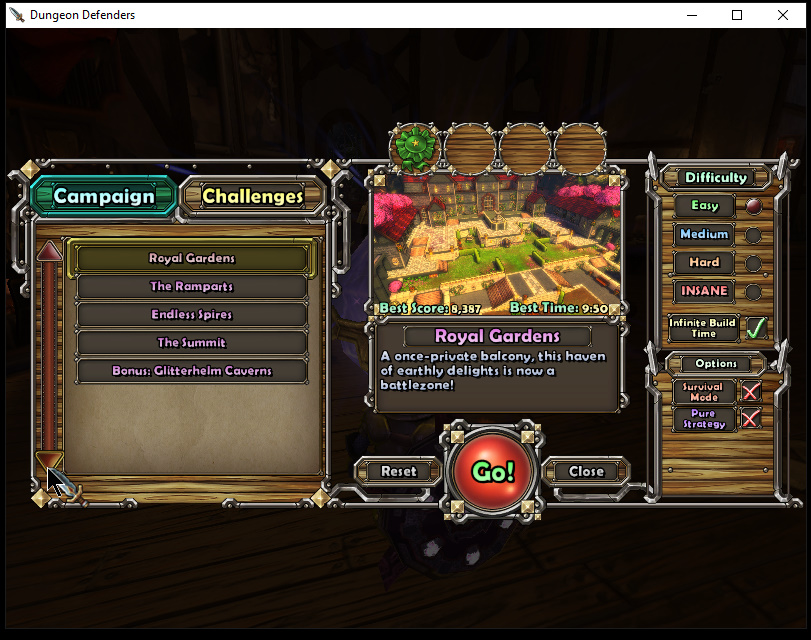 Dungeon Defenders
Campaign
Challenges
Royal Gardens
The Ramparts
Endless Spires
The Summit
Bonus: Glitterhelm Caverns
Best Score: 8,387
Best Time: 9:50
Royal Gardens
A once-private balcony, this haven
of earthly delights is now a
battlezone!
Reset
Go!
Close
Difficulty
Easy
Medium
Hard
INSANE
Infinite Build
Time
Options
Survival
Mode
Pure
Strategy